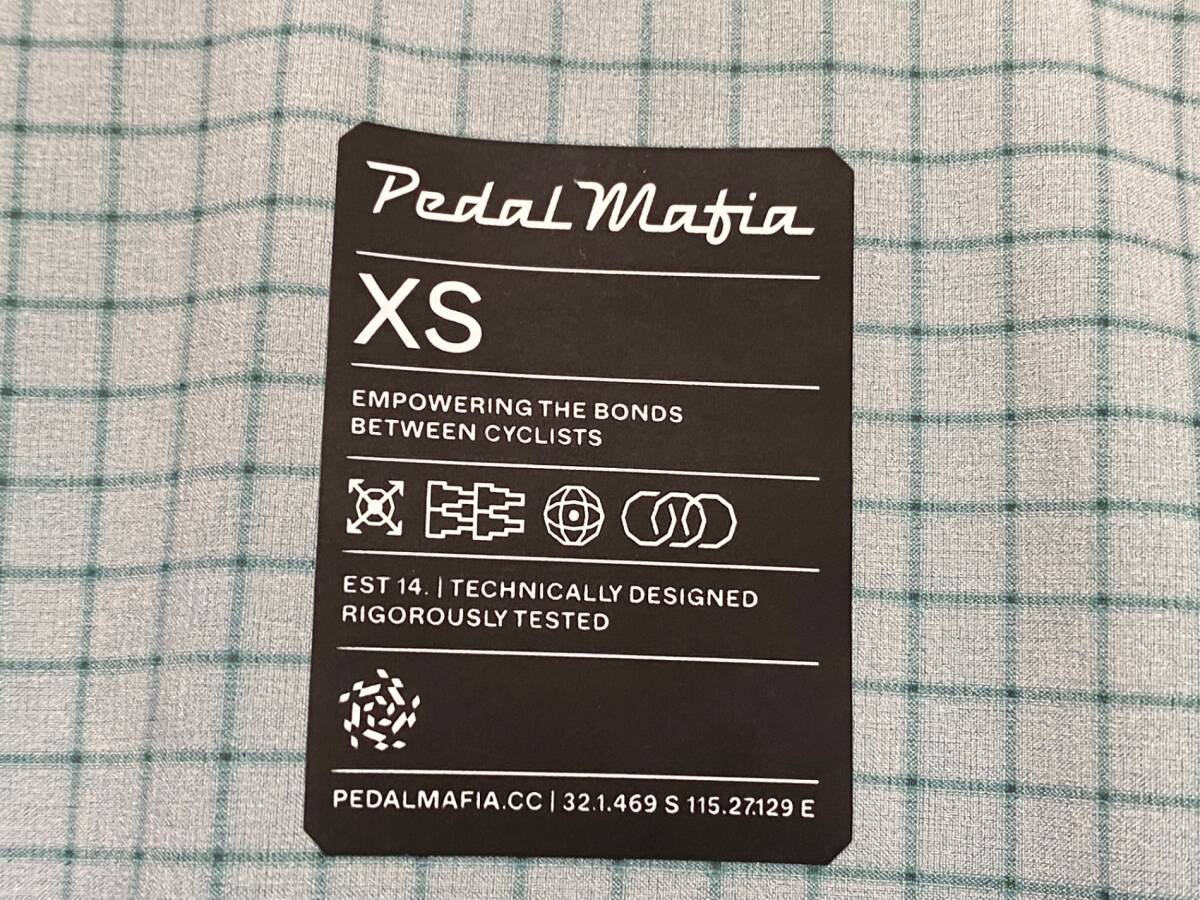 Pedal Mafia
XS
EMPOWERING THE BONDS
BETWEEN CYCLISTS
EST 14. | TECHNICALLY DESIGNED
RIGOROUSLY TESTED
PEDALMAFIA.CC | 32.1.469 S 115.27.129 E